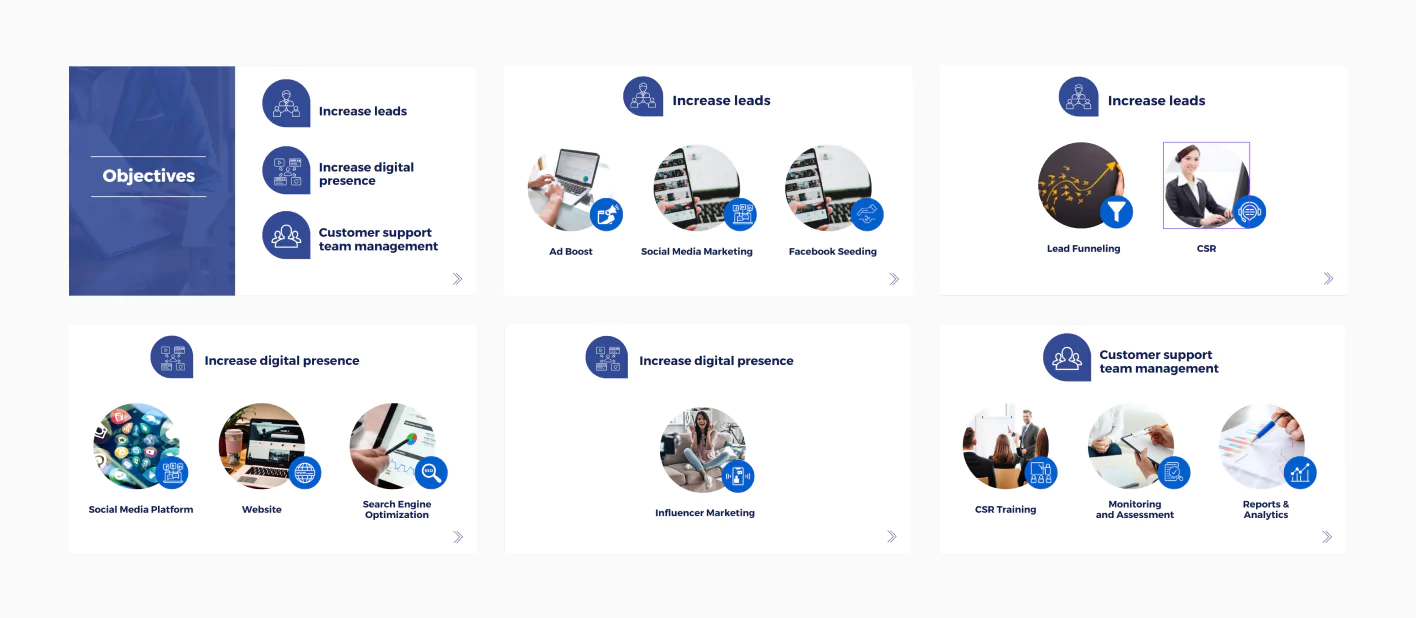 Objectives
Increase leads
Increase digital
presence
Customer support
team management
Increase leads
Ad Boost
Social Media Marketing
Facebook Seeding
Increase leads
Lead Funneling
CSR
Increase digital presence
Social Media Platform
Website
SEO
Search Engine
Optimization
Increase digital presence
Influencer Marketing
Customer support
team management
CSR Training
Monitoring
and Assessment
Reports &
Analytics